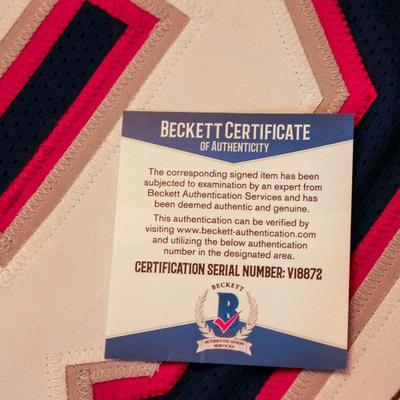 BECKETT CERTIFICATE
OF AUTHENTICITY
The corresponding signed item has been
subjected to examination by an expert from
Beckett Authentication Services and has
been deemed authentic and genuine.
This authentication can be verified by
visiting www.beckett-authentication.com
and utilizing the below authentication
number in the designated area.
CERTIFICATION SERIAL NUMBER: V18872
BECKETT
B
AUTHENTICATION
SERVICES